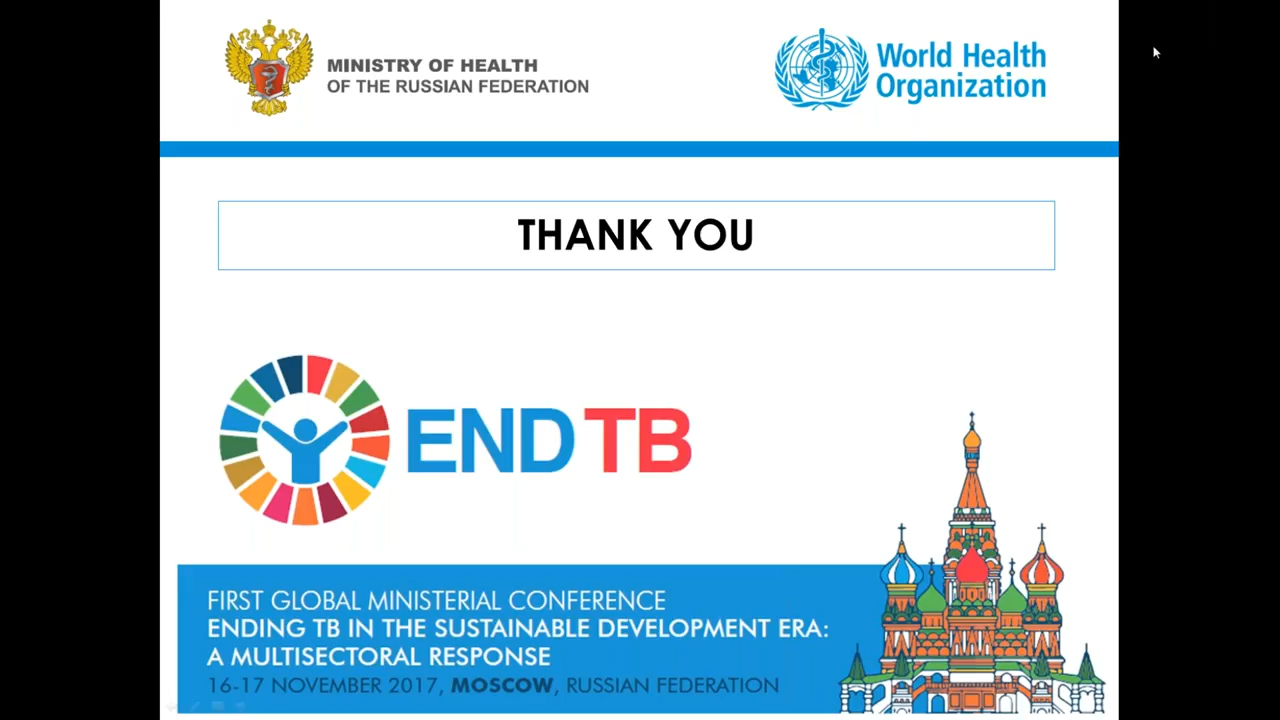 MINISTRY OF HEALTH
OF THE RUSSIAN FEDERATION
World Health
Organization
THANK YOU
END TB
FIRST GLOBAL MINISTERIAL CONFERENCE
ENDING TB IN THE SUSTAINABLE DEVELOPMENT ERA:
A MULTISECTORAL RESPONSE
16-17 NOVEMBER 2017, MOSCOW, RUSSIAN FEDERATION